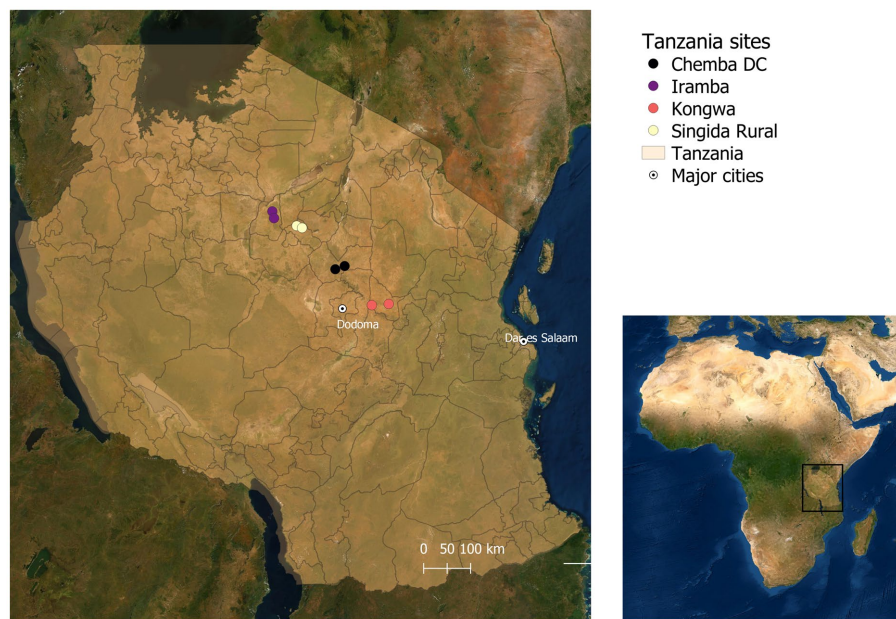 Tanzania sites
Chemba DC
Iramba
Kongwa
Singida Rural
Tanzania
Major cities
Dodoma
Dar es Salaam
0 50 100 km